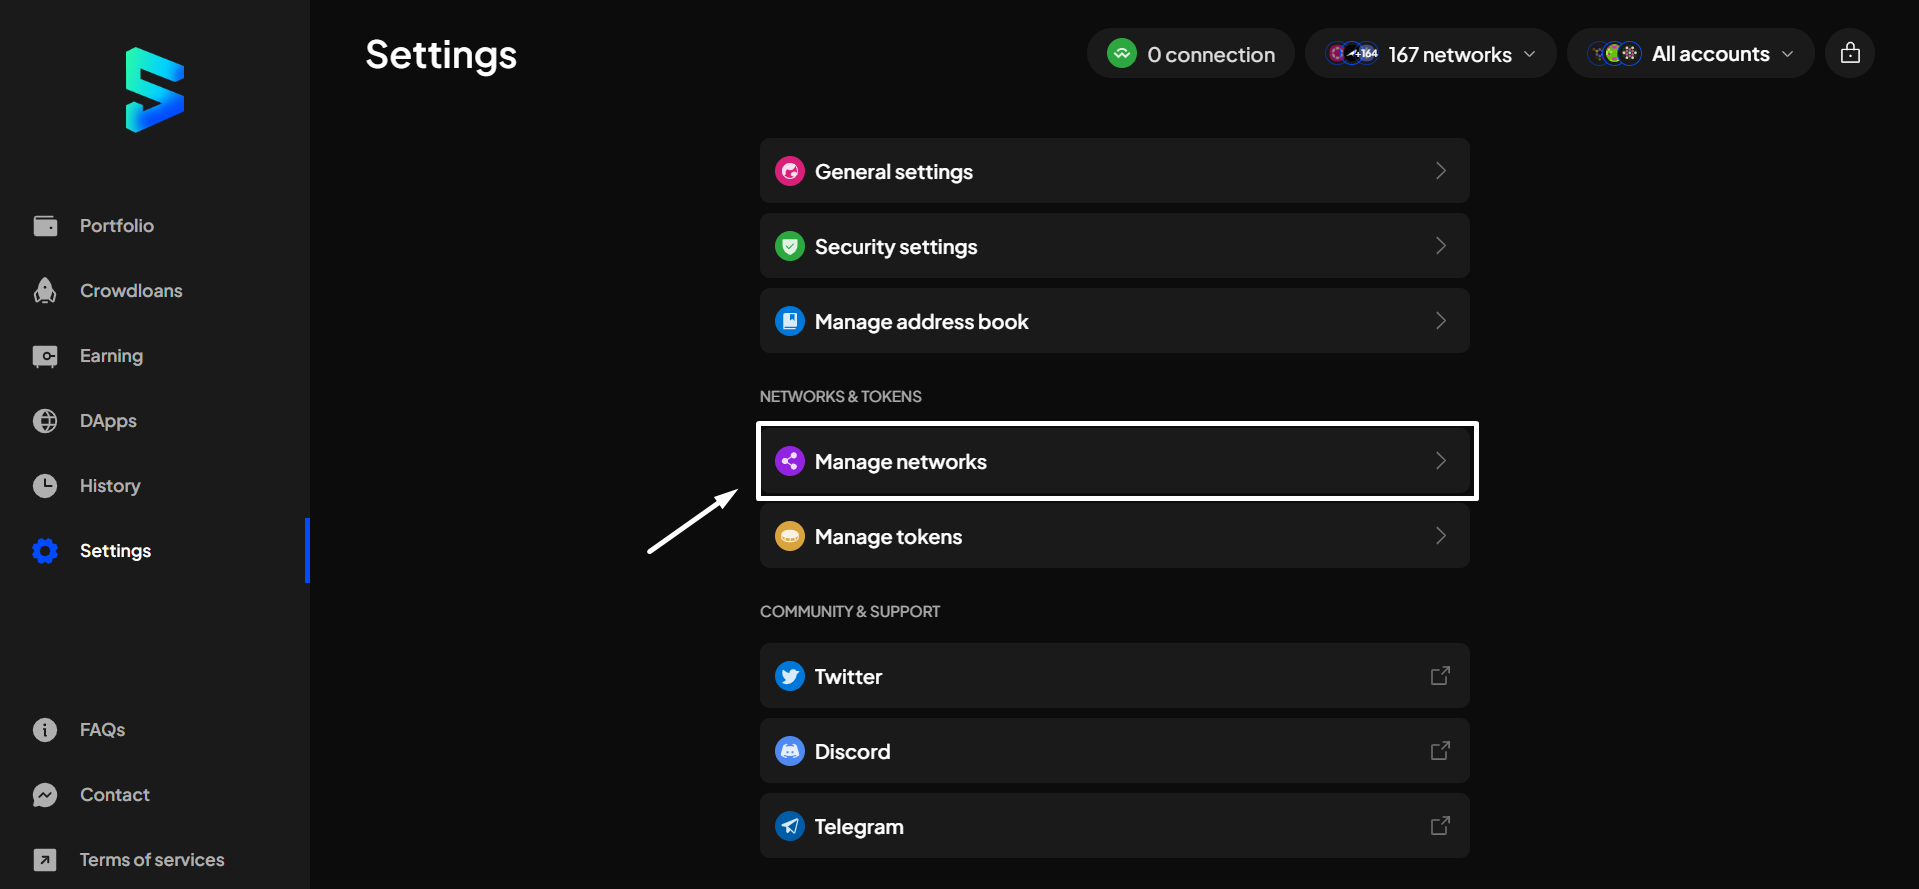 Settings
0 connection
+164
167 networks
All accounts
Portfolio
Crowdloans
Earning
DApps
History
Settings
FAQs
Contact
Terms of services
General settings
Security settings
Manage address book
NETWORKS & TOKENS
Manage networks
Manage tokens
COMMUNITY & SUPPORT
Twitter
Discord
Telegram